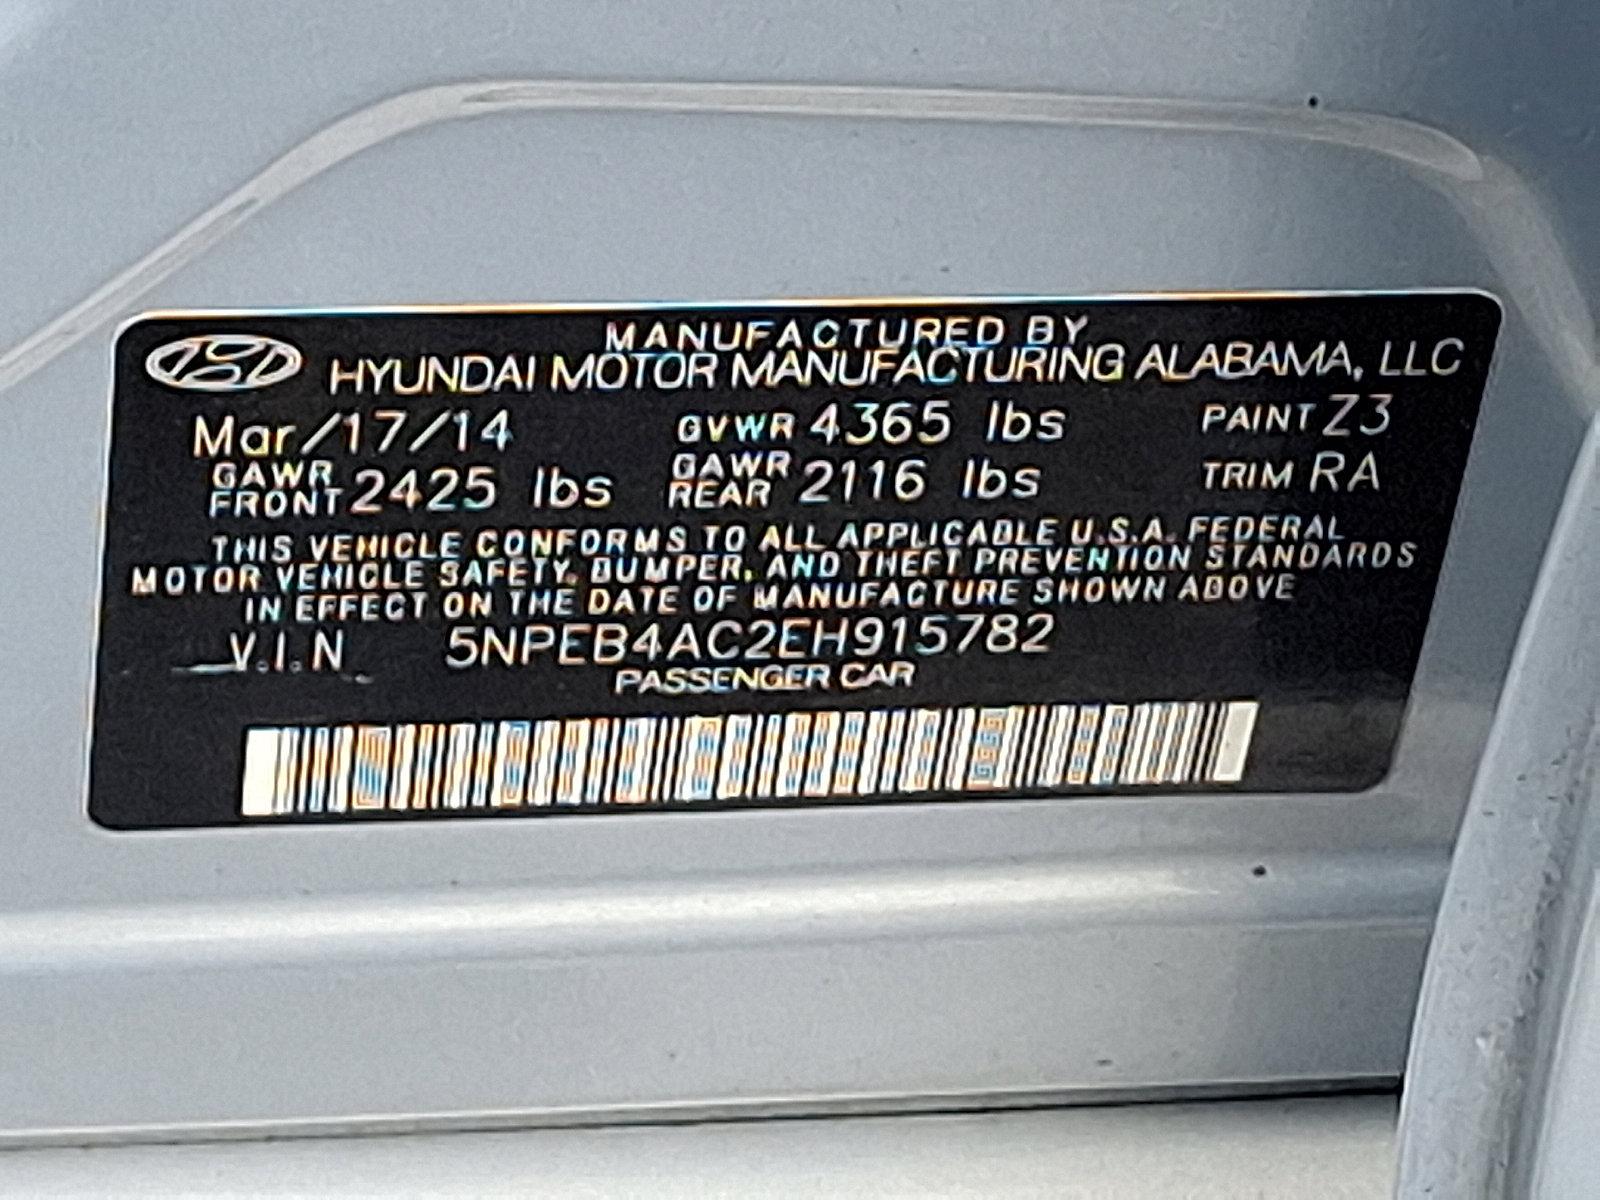 MANUFACTURED BY
HYUNDAI MOTOR MANUFACTURING ALABAMA, LLC
Mar/17/14 GVWR 4365 lbs PAINT Z3
GAWR FRONT 2425 lbs GAWR REAR 2116 lbs TRIM RA
THIS VEHICLE CONFORMS TO ALL APPLICABLE U.S.A. FEDERAL
MOTOR VEHICLE SAFETY, BUMPER, AND THEFT PREVENTION STANDARDS
IN EFFECT ON THE DATE OF MANUFACTURE SHOWN ABOVE
V.I.N 5NPEB4AC2EH915782
PASSENGER CAR